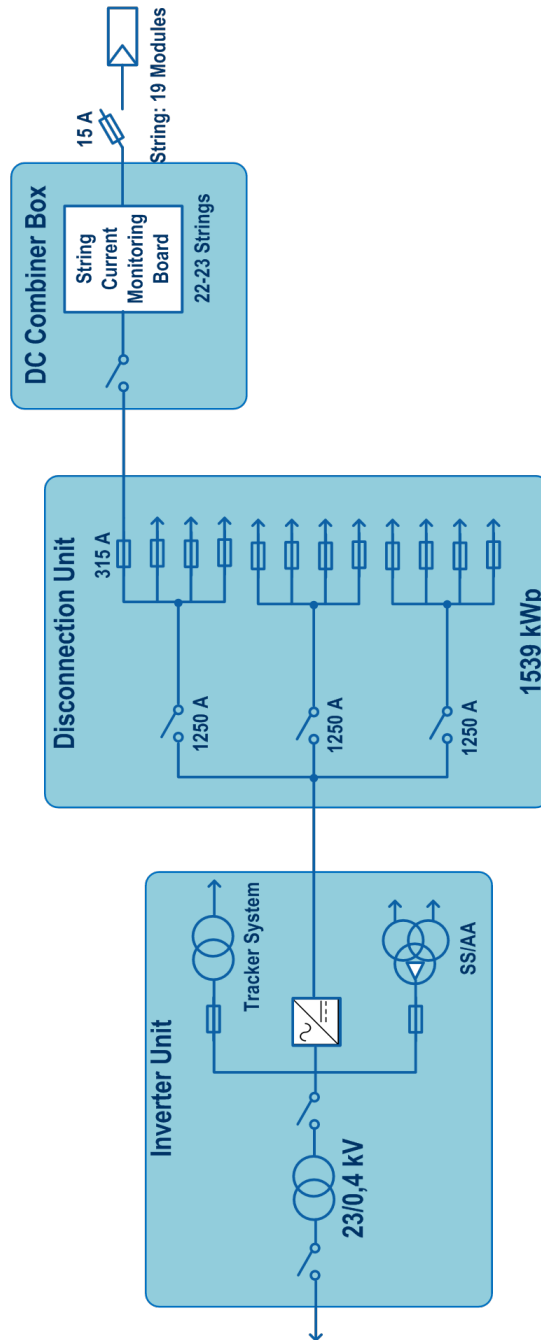 Inverter Unit
23/0,4 kV
Tracker System
SS/AA
Disconnection Unit
1250 A
1250 A
1250 A
315 A
1539 kWp
DC Combiner Box
String
Current
Monitoring
Board
22-23 Strings
15 A
String: 19 Modules